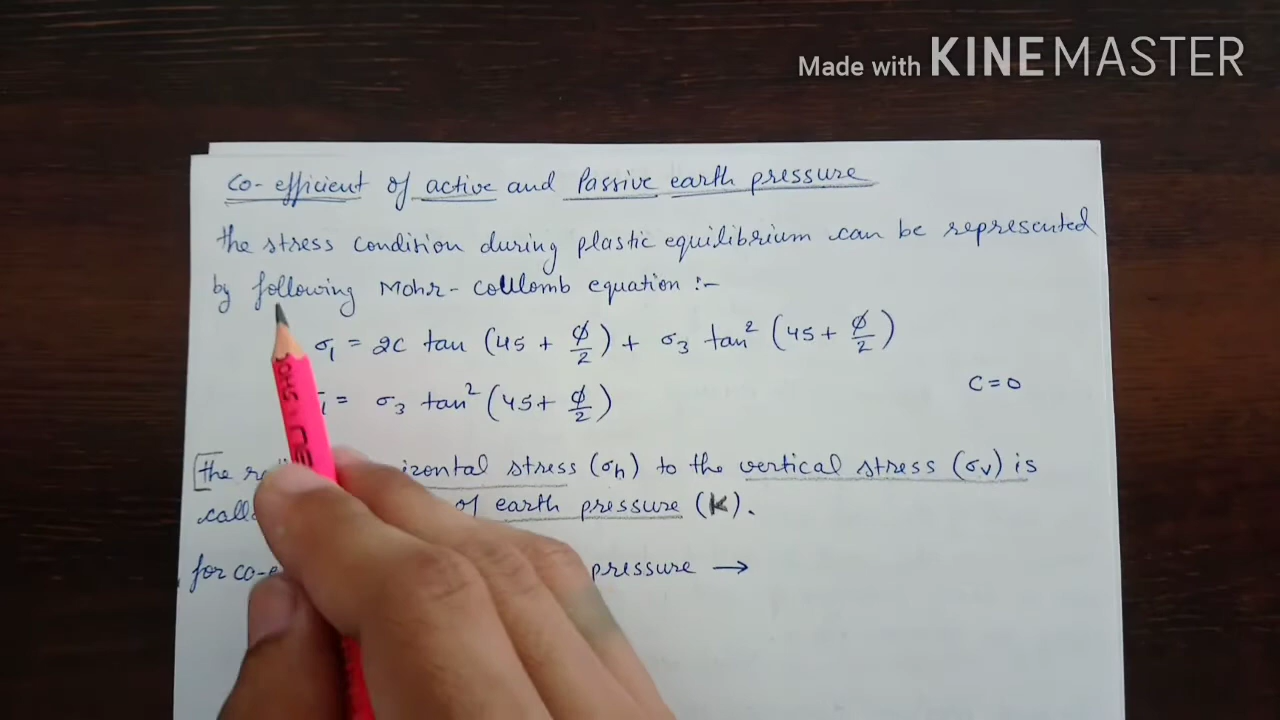 Made with KINEMASTER
Co-efficient of active and Passive earth pressure
the stress condition during plastic equilibrium can be represented
by following Mohr-Coulomb equation :-
σ₁ = 2c tan (45 + φ/2) + σ₃ tan² (45 + φ/2)
= σ₃ tan² (45 + φ/2)
C = 0
the stress (σh) to the vertical stress (σv) is
of earth pressure (K).
for pressure →